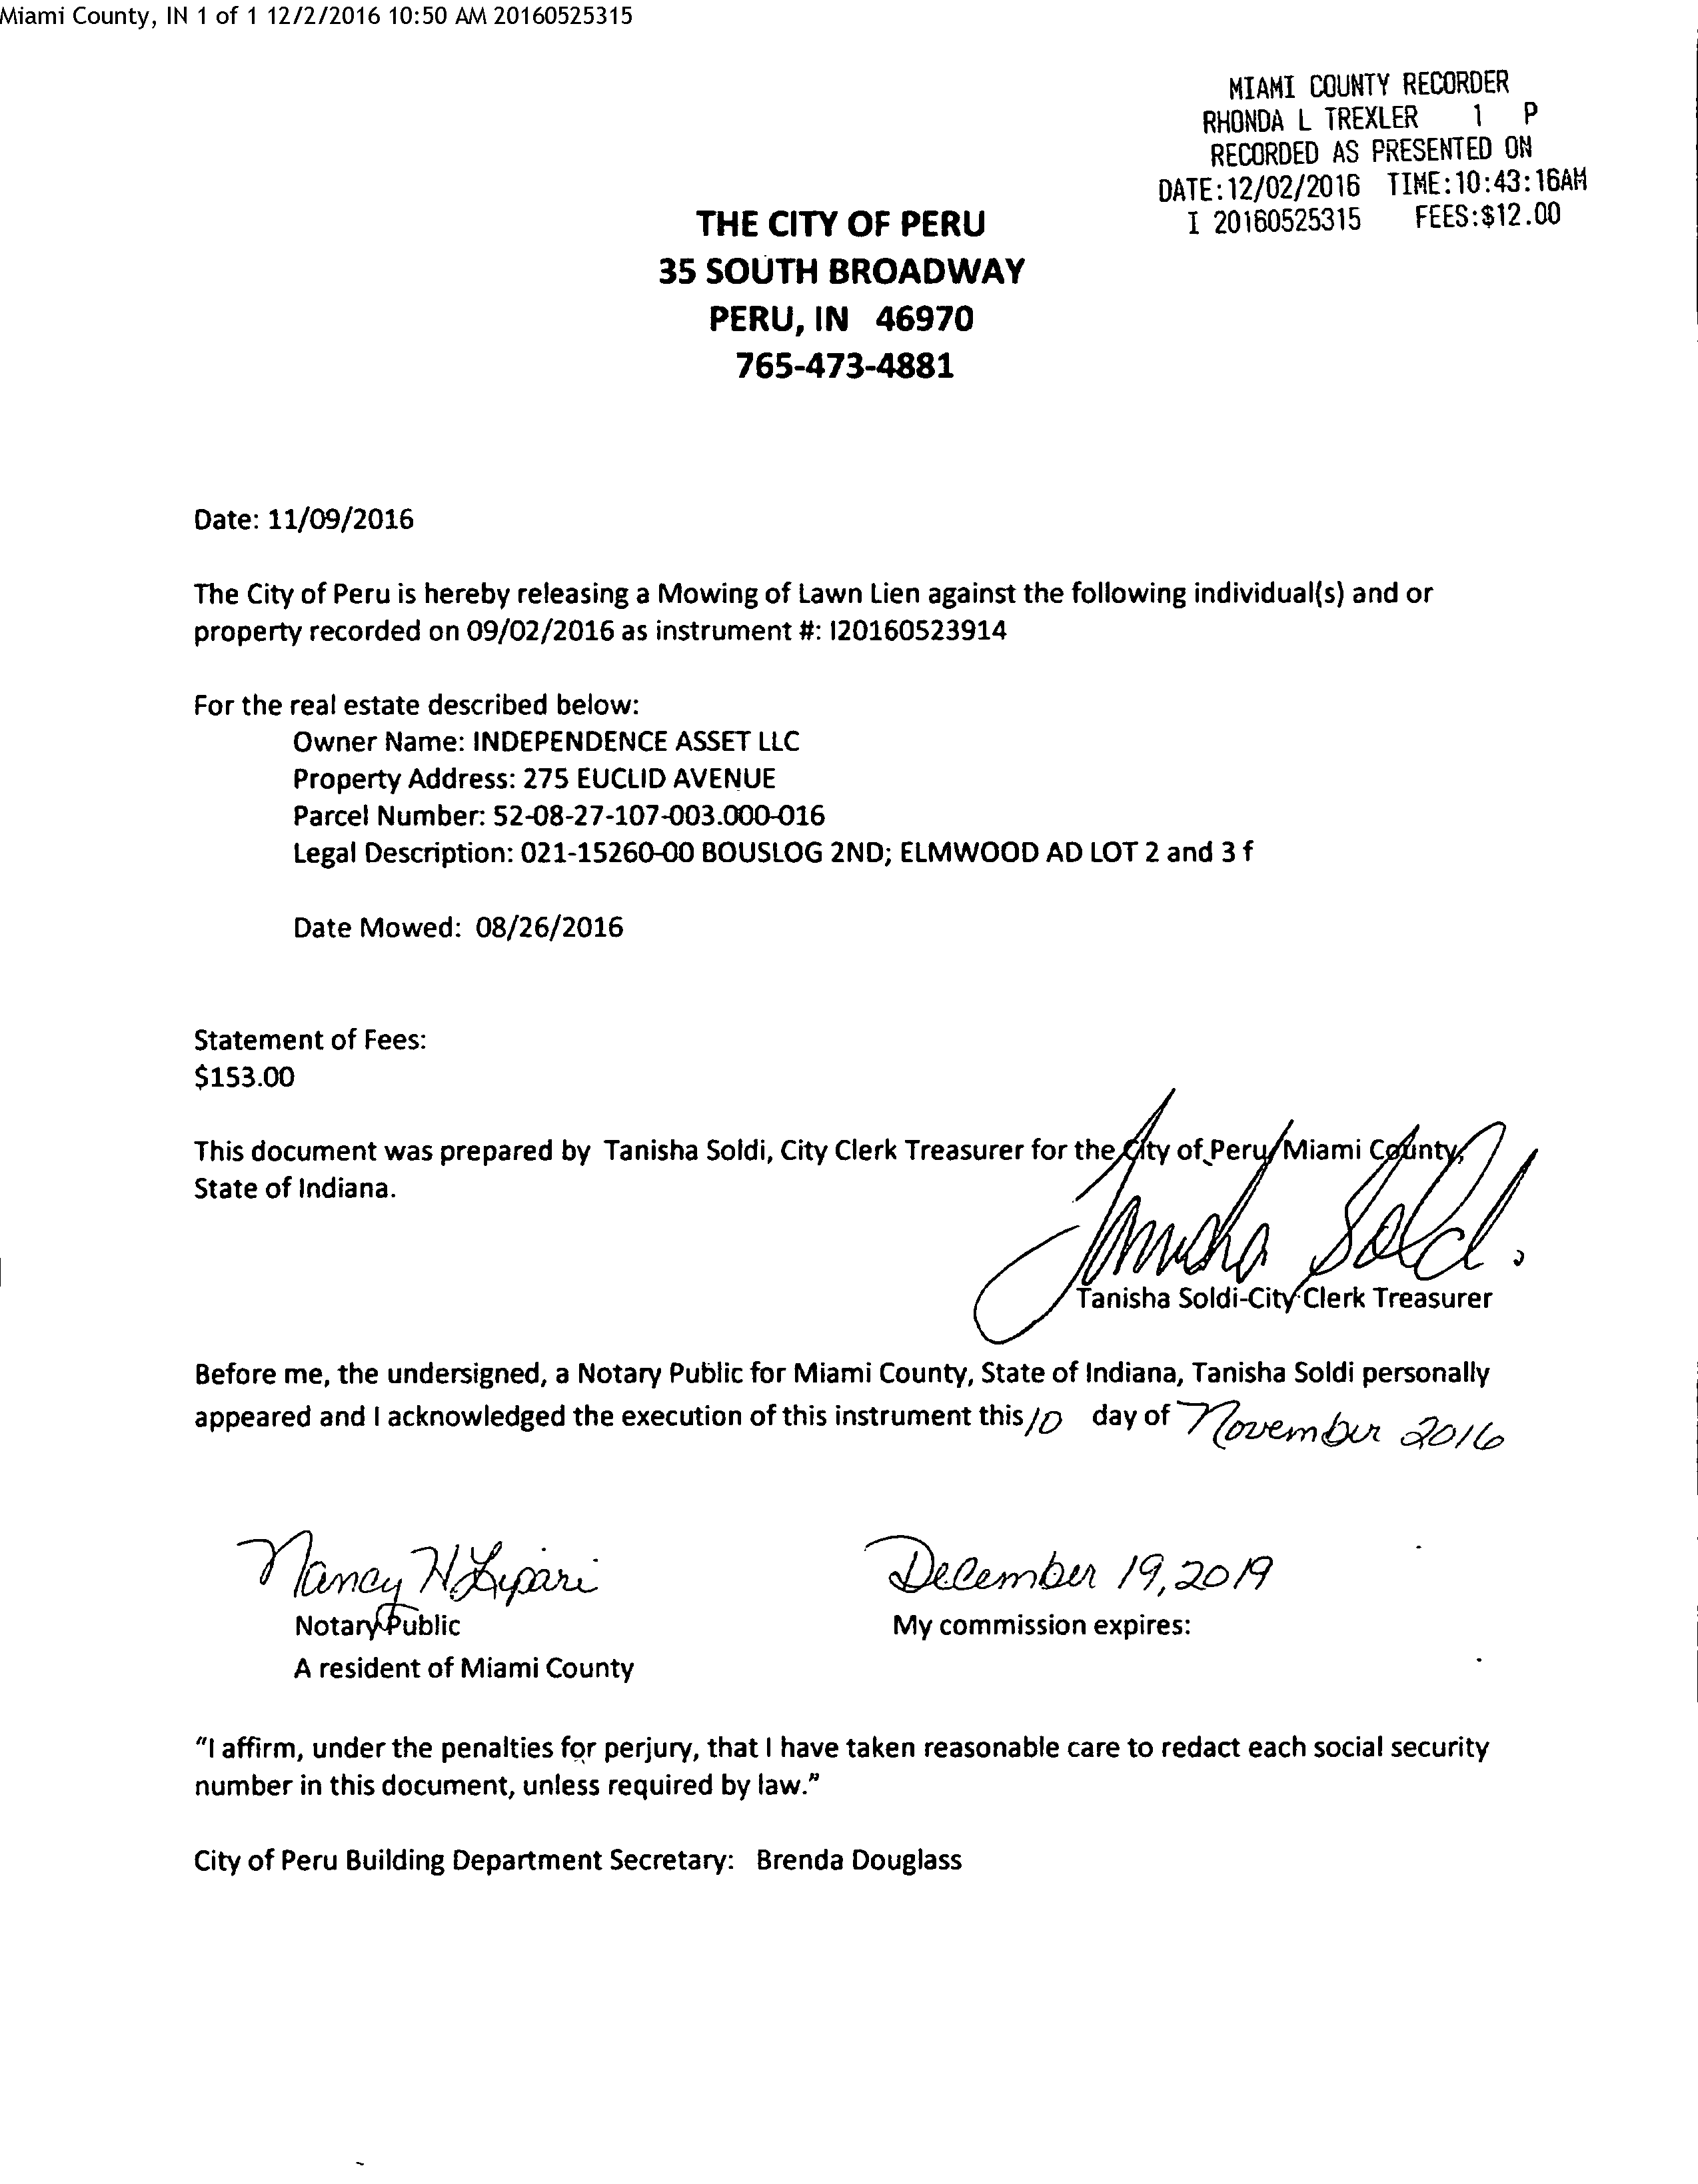 Miami County, IN 1 of 1 12/2/2016 10:50 AM 20160525315
MIAMI COUNTY RECORDER
RHONDA L TREXLER 1 P
RECORDED AS PRESENTED ON
DATE:12/02/2016 TIME:10:43:16AM
I 20160525315 FEES:$12.00
THE CITY OF PERU
35 SOUTH BROADWAY
PERU, IN 46970
765-473-4881
Date: 11/09/2016
The City of Peru is hereby releasing a Mowing of Lawn Lien against the following individual(s) and or
property recorded on 09/02/2016 as instrument #: I20160523914
For the real estate described below:
Owner Name: INDEPENDENCE ASSET LLC
Property Address: 275 EUCLID AVENUE
Parcel Number: 52-08-27-107-003.000-016
Legal Description: 021-15260-00 BOUSLOG 2ND; ELMWOOD AD LOT 2 and 3 f
Date Mowed: 08/26/2016
Statement of Fees:
$153.00
This document was prepared by Tanisha Soldi, City Clerk Treasurer for the City of Peru, Miami County,
State of Indiana.
Tanisha Soldi
Tanisha Soldi-City Clerk Treasurer
Before me, the undersigned, a Notary Public for Miami County, State of Indiana, Tanisha Soldi personally
appeared and I acknowledged the execution of this instrument this 10 day of November 2016
Nancy H. Lipari December 19, 2019
Notary Public My commission expires:
A resident of Miami County
"I affirm, under the penalties for perjury, that I have taken reasonable care to redact each social security
number in this document, unless required by law."
City of Peru Building Department Secretary: Brenda Douglass